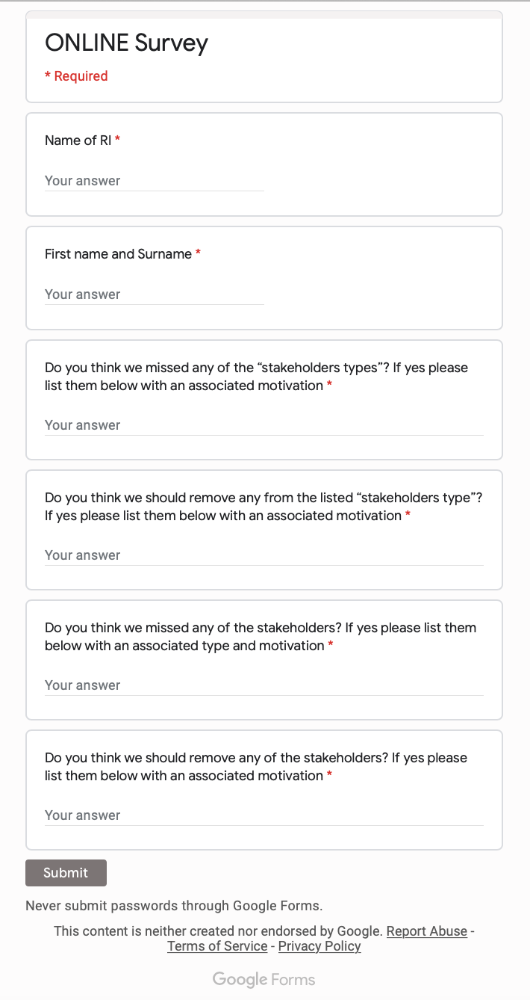 ONLINE Survey
* Required
Name of RI *
Your answer
First name and Surname *
Your answer
Do you think we missed any of the “stakeholders types”? If yes please
list them below with an associated motivation *
Your answer
Do you think we should remove any from the listed “stakeholders type”?
If yes please list them below with an associated motivation *
Your answer
Do you think we missed any of the stakeholders? If yes please list them
below with an associated type and motivation *
Your answer
Do you think we should remove any of the stakeholders? If yes please
list them below with an associated motivation *
Your answer
Submit
Never submit passwords through Google Forms.
This content is neither created nor endorsed by Google. Report Abuse -
Terms of Service - Privacy Policy
Google Forms